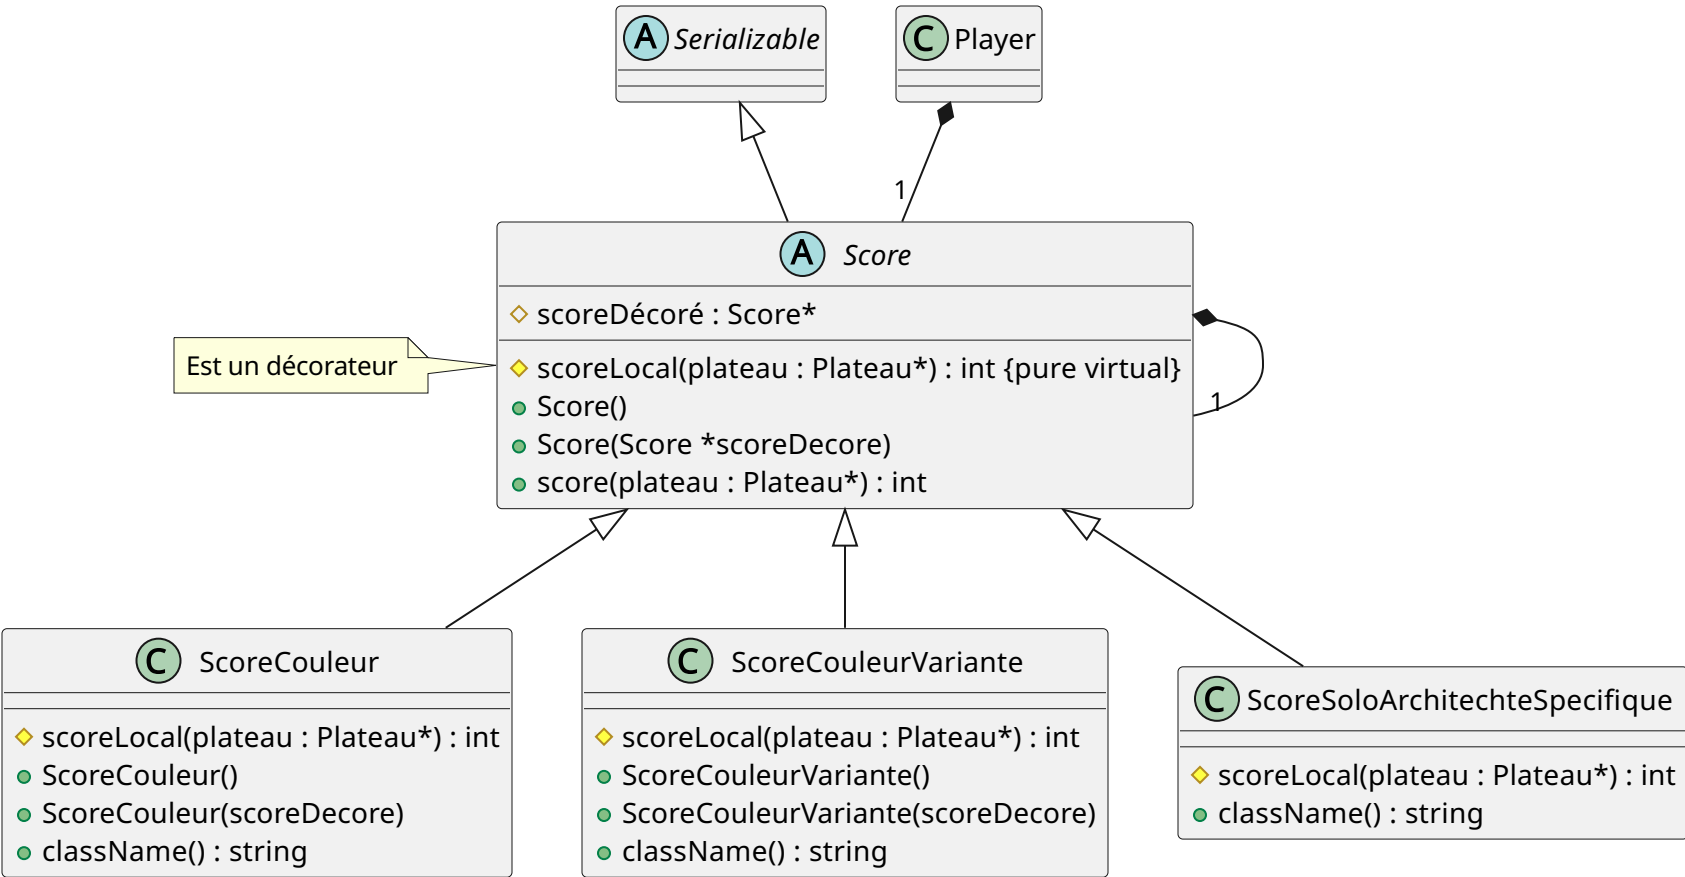 A Serializable
C Player
1
A Score
scoreDécoré : Score*
Est un décorateur
scoreLocal(plateau : Plateau*) : int {pure virtual}
Score()
Score(Score *scoreDecore)
score(plateau : Plateau*) : int
1
C ScoreCouleur
scoreLocal(plateau : Plateau*) : int
ScoreCouleur()
ScoreCouleur(scoreDecore)
className() : string
C ScoreCouleurVariante
scoreLocal(plateau : Plateau*) : int
ScoreCouleurVariante()
ScoreCouleurVariante(scoreDecore)
className() : string
C ScoreSoloArchitechteSpecifique
scoreLocal(plateau : Plateau*) : int
className() : string